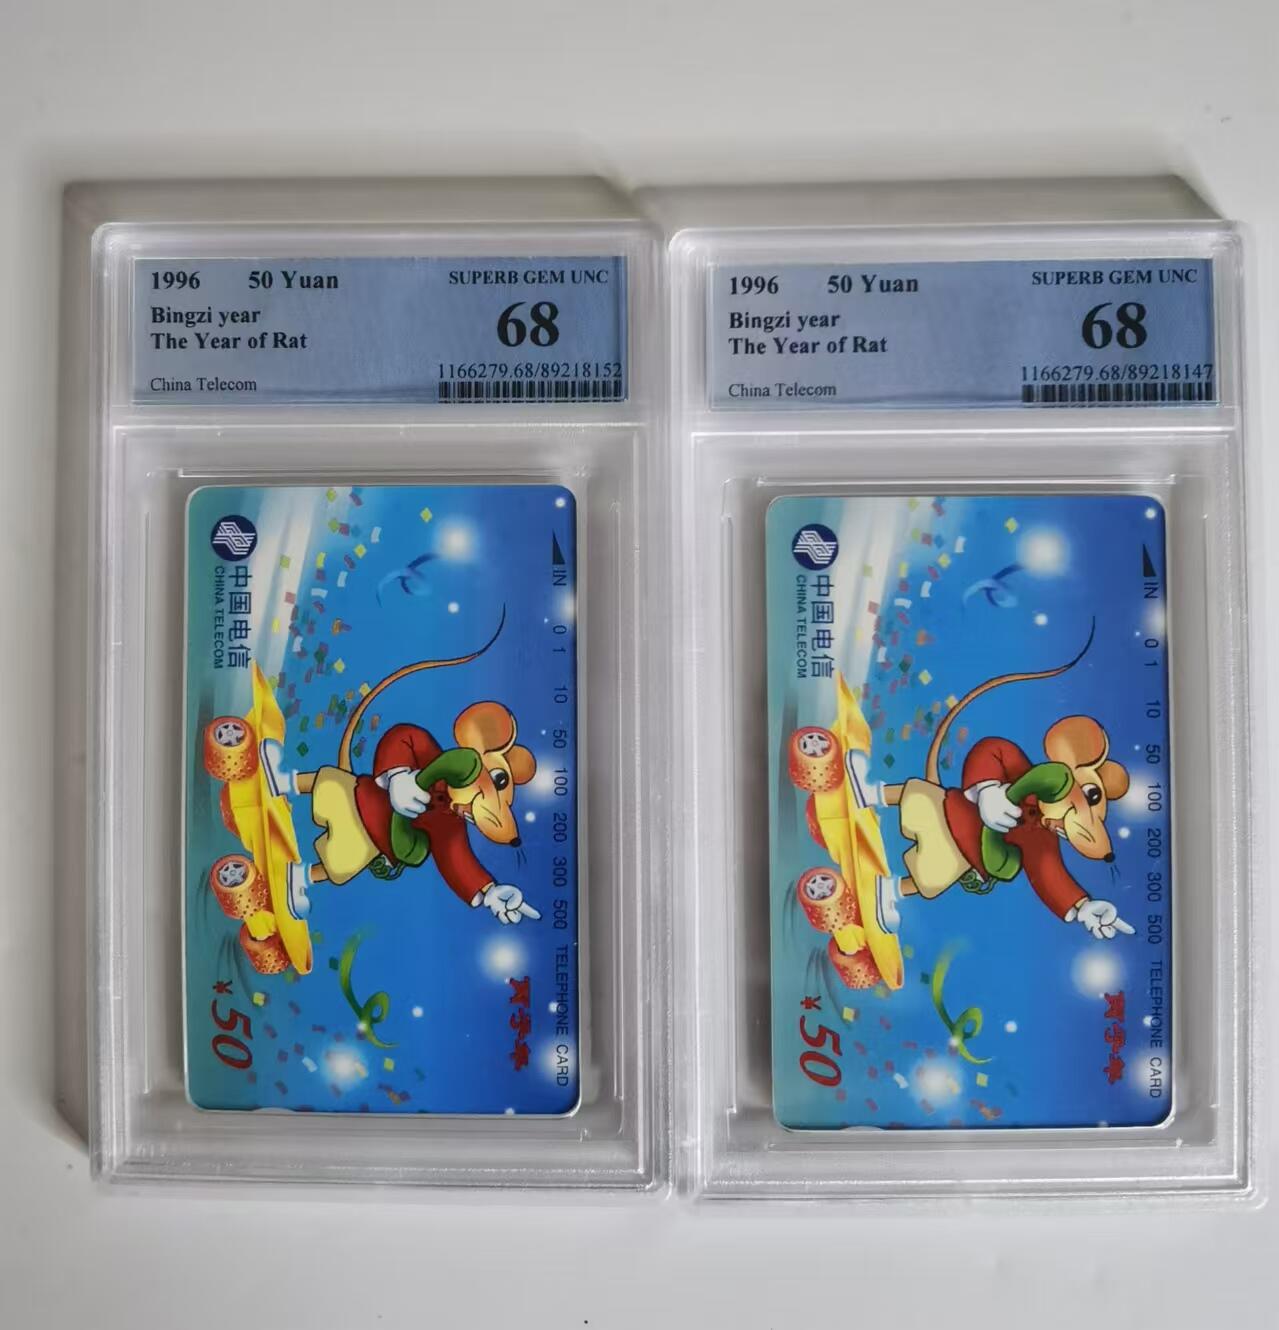 1996 50 Yuan SUPERB GEM UNC
Bingzi year
The Year of Rat
68
1166279.68/89218152
China Telecom
中国电信
CHINA TELECOM
IN 0 1 10 50 100 200 300 500 TELEPHONE CARD
丙子年
¥50
1996 50 Yuan SUPERB GEM UNC
Bingzi year
The Year of Rat
68
1166279.68/89218147
China Telecom
中国电信
CHINA TELECOM
IN 0 1 10 50 100 200 300 500 TELEPHONE CARD
丙子年
¥50